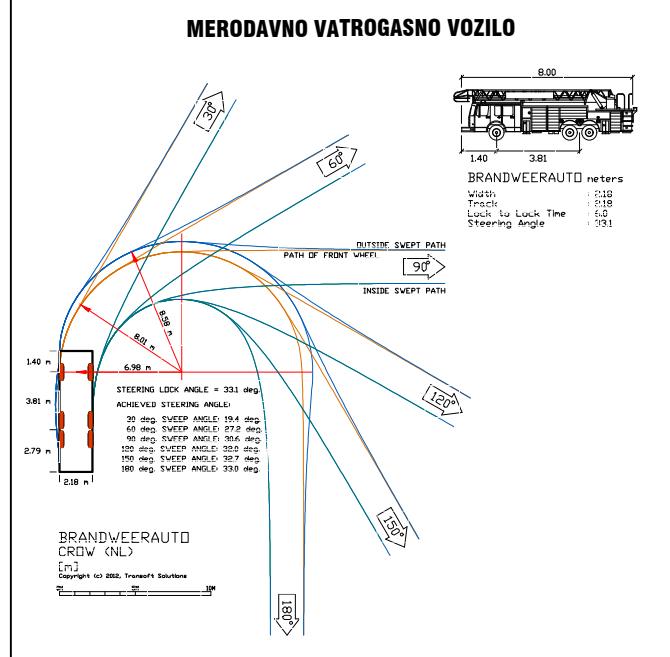 MERODAVNO VATROGASNO VOZILO
8.00
1.40 3.81
BRANDWEERAUTO meters
Width : 2.18
Track : 2.18
Lock to Lock Time : 6.0
Steering Angle : 33.1
30°
60°
OUTSIDE SWEPT PATH
PATH OF FRONT WHEEL
90°
INSIDE SWEPT PATH
8.58 m
8.01 m
6.98 m
1.40 m
3.81 m
2.79 m
2.18 m
STEERING LOCK ANGLE = 33.1 deg.
ACHIEVED STEERING ANGLE:
30 deg. SWEEP ANGLE: 19.4 deg.
60 deg. SWEEP ANGLE: 27.2 deg.
90 deg. SWEEP ANGLE: 30.6 deg.
120 deg. SWEEP ANGLE: 32.0 deg.
150 deg. SWEEP ANGLE: 32.7 deg.
180 deg. SWEEP ANGLE: 33.0 deg.
120°
150°
180°
BRANDWEERAUTO
CROW (NL)
[m]
Copyright (c) 2012, Transoft Solutions
10m